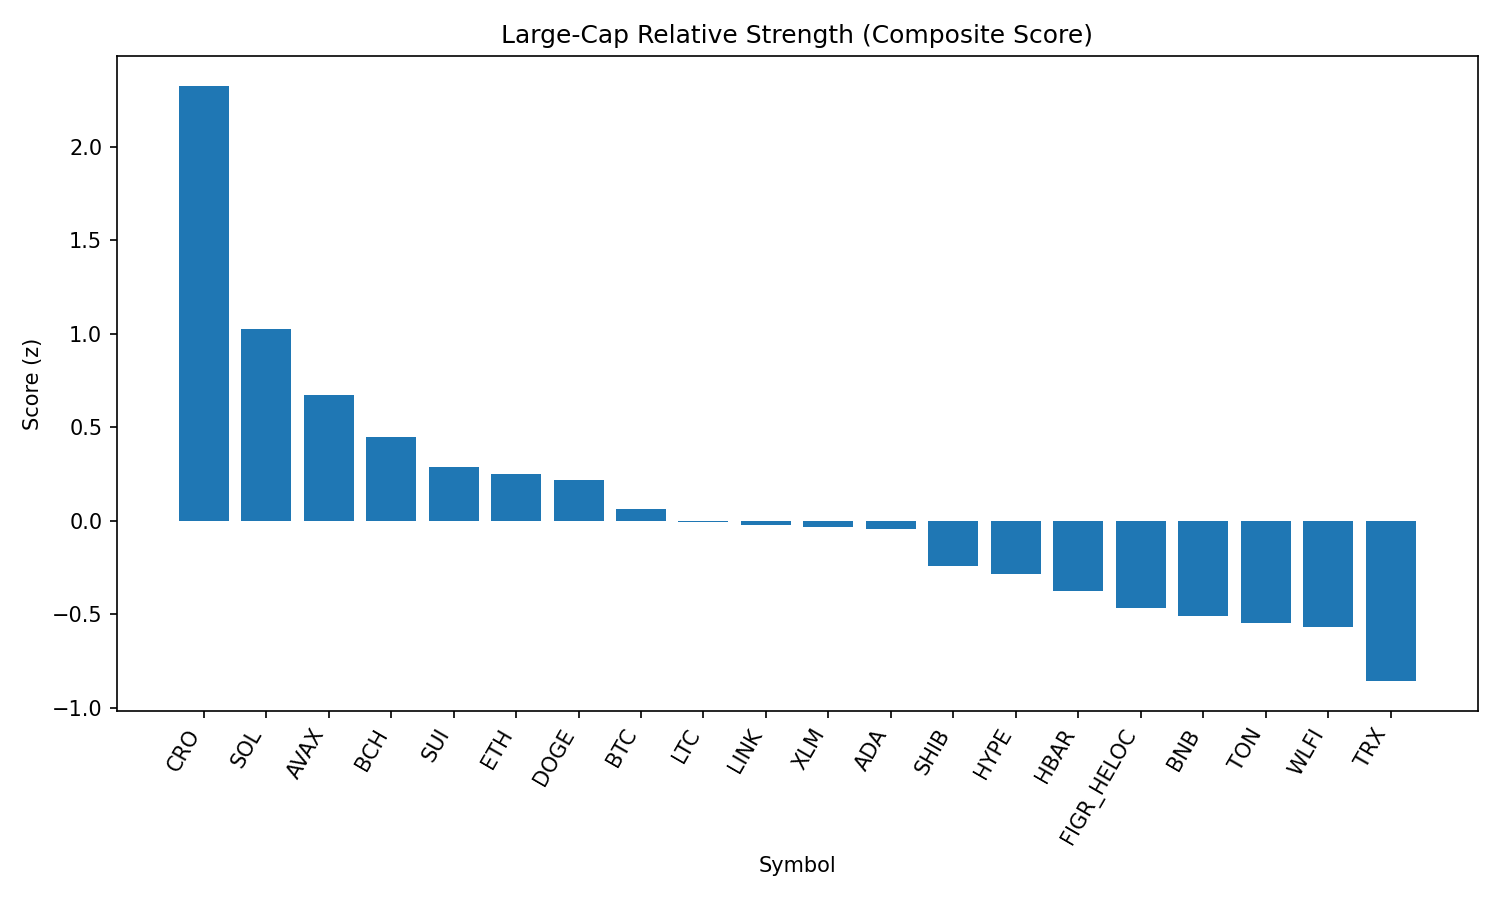 Large-Cap Relative Strength (Composite Score)
Score (z)
2.0
1.5
1.0
0.5
0.0
−0.5
−1.0
CRO
SOL
AVAX
BCH
SUI
ETH
DOGE
BTC
LTC
LINK
XLM
ADA
SHIB
HYPE
HBAR
FIGR_HELOC
BNB
TON
WLFI
TRX
Symbol